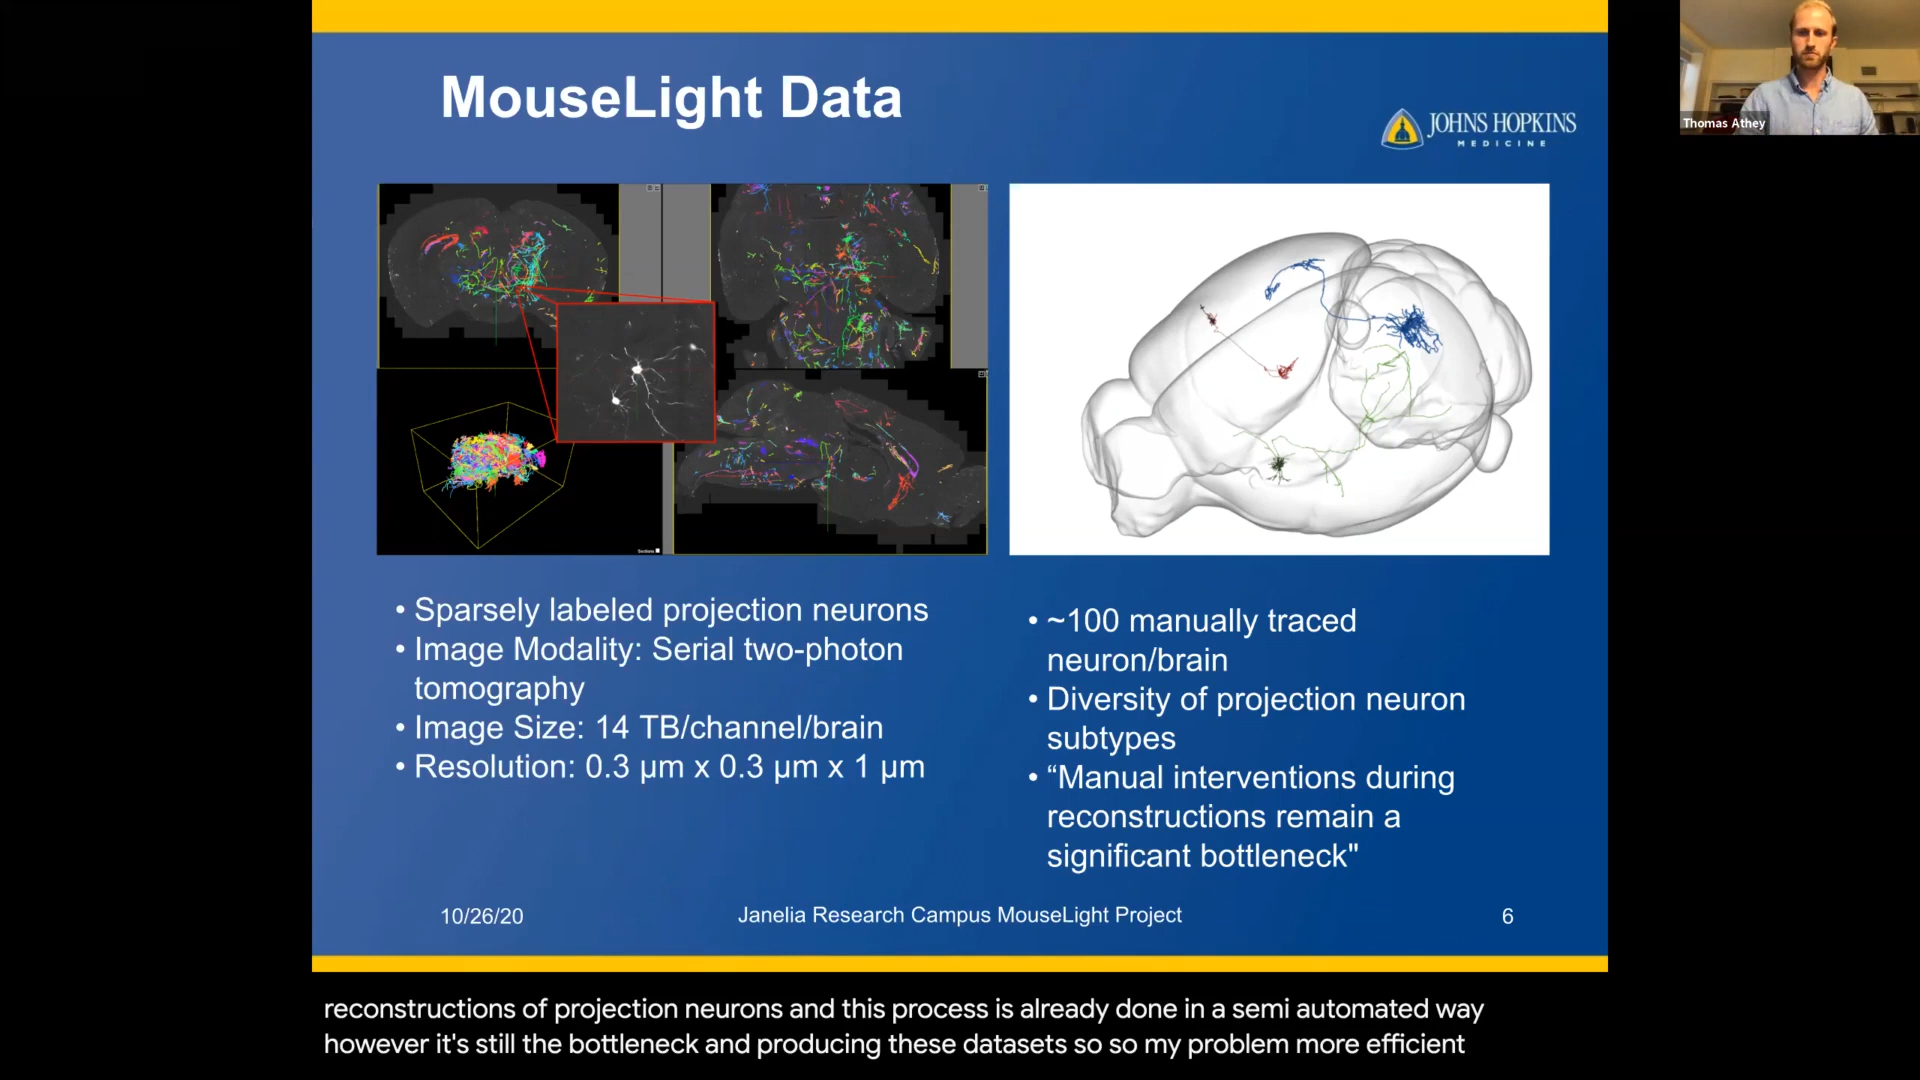 MouseLight Data
JOHNS HOPKINS
MEDICINE
Thomas Athey
Sections
• Sparsely labeled projection neurons
• Image Modality: Serial two-photon
tomography
• Image Size: 14 TB/channel/brain
• Resolution: 0.3 μm x 0.3 μm x 1 μm
• ~100 manually traced
neuron/brain
• Diversity of projection neuron
subtypes
• “Manual interventions during
reconstructions remain a
significant bottleneck"
10/26/20
Janelia Research Campus MouseLight Project
6
reconstructions of projection neurons and this process is already done in a semi automated way
however it's still the bottleneck and producing these datasets so so my problem more efficient